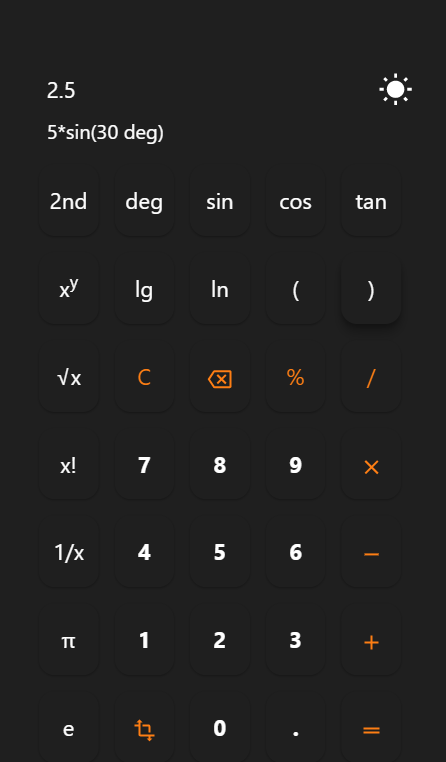 2.5
5*sin(30 deg)
2nd deg sin cos tan
xʸ lg ln ( )
√x C % /
x! 7 8 9 ×
1/x 4 5 6 −
π 1 2 3 +
e 0 . =